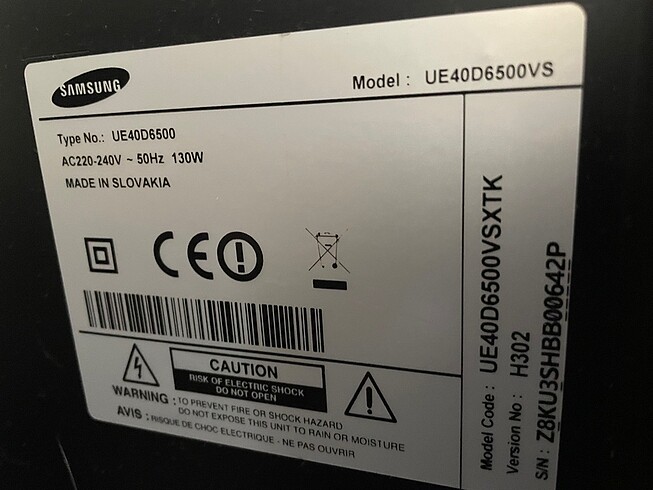 SAMSUNG
Model : UE40D6500VS
Type No.: UE40D6500
AC220-240V ~ 50Hz 130W
MADE IN SLOVAKIA
CE
CAUTION
RISK OF ELECTRIC SHOCK
DO NOT OPEN
WARNING : TO PREVENT FIRE OR SHOCK HAZARD
DO NOT EXPOSE THIS UNIT TO RAIN OR MOISTURE
AVIS : RISQUE DE CHOC ELECTRIQUE - NE PAS OUVRIR
Model Code : UE40D6500VSXTK
Version No : H302
S/N : Z8KU3SHBB00642P